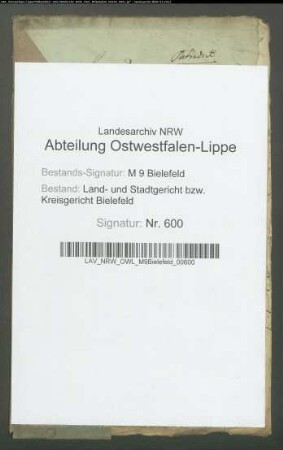 Landesarchiv NRW
Abteilung Ostwestfalen-Lippe
Bestands-Signatur: M 9 Bielefeld
Bestand: Land- und Stadtgericht bzw.
Kreisgericht Bielefeld
Signatur: Nr. 600
LAV_NRW_OWL_M9Bielefeld_00600